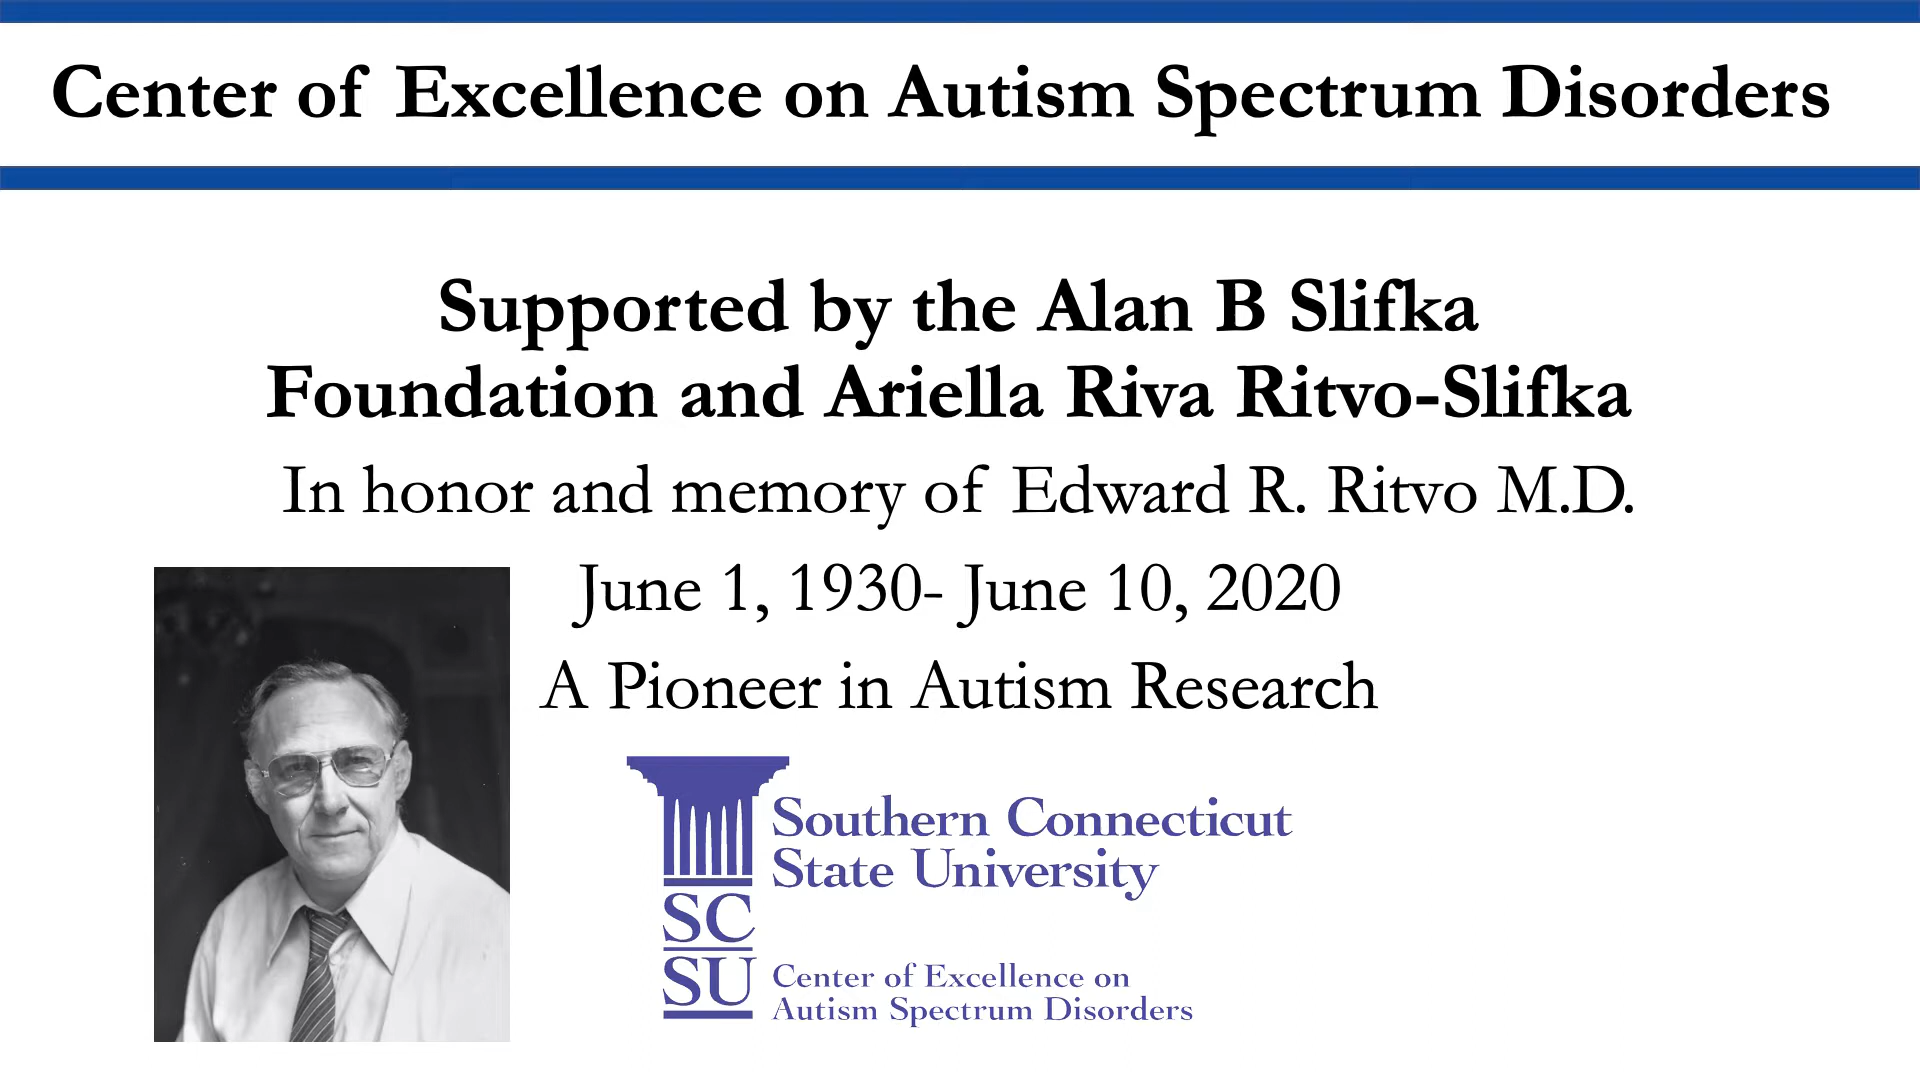 Center of Excellence on Autism Spectrum Disorders
Supported by the Alan B Slifka
Foundation and Ariella Riva Ritvo-Slifka
In honor and memory of Edward R. Ritvo M.D.
June 1, 1930- June 10, 2020
A Pioneer in Autism Research
Southern Connecticut
State University
SC
SU
Center of Excellence on
Autism Spectrum Disorders